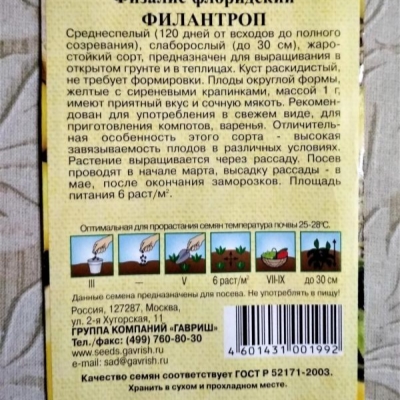 Физалис флоридский
ФИЛАНТРОП
Среднеспелый (120 дней от всходов до полного
созревания), слаборослый (до 30 см), жаро-
стойкий сорт, предназначен для выращивания в
открытом грунте и в теплицах. Куст раскидистый,
не требует формировки. Плоды округлой формы,
желтые с сиреневыми крапинками, массой 1 г,
имеют приятный вкус и сочную мякоть. Рекомен-
дован для употребления в свежем виде, для
приготовления компотов, варенья. Отличитель-
ная особенность этого сорта - высокая
завязываемость плодов в различных условиях.
Растение выращивается через рассаду. Посев
проводят в начале марта, высадку рассады - в
мае, после окончания заморозков. Площадь
питания 6 раст/м².
Оптимальная для прорастания семян температура почвы 25-28°С.
III — V 6 раст/м² VII-IX до 30 см
Данные семена предназначены для посева. Не употреблять в пищу!
Россия, 127287, Москва,
ул. 2-я Хуторская, 11
ГРУППА КОМПАНИЙ "ГАВРИШ"
Тел./факс: (499) 760-80-30
www.seeds.gavrish.ru
e-mail: sad@gavrish.ru
4 601431 001992
Качество семян соответствует ГОСТ Р 52171-2003.
Хранить в сухом и прохладном месте.